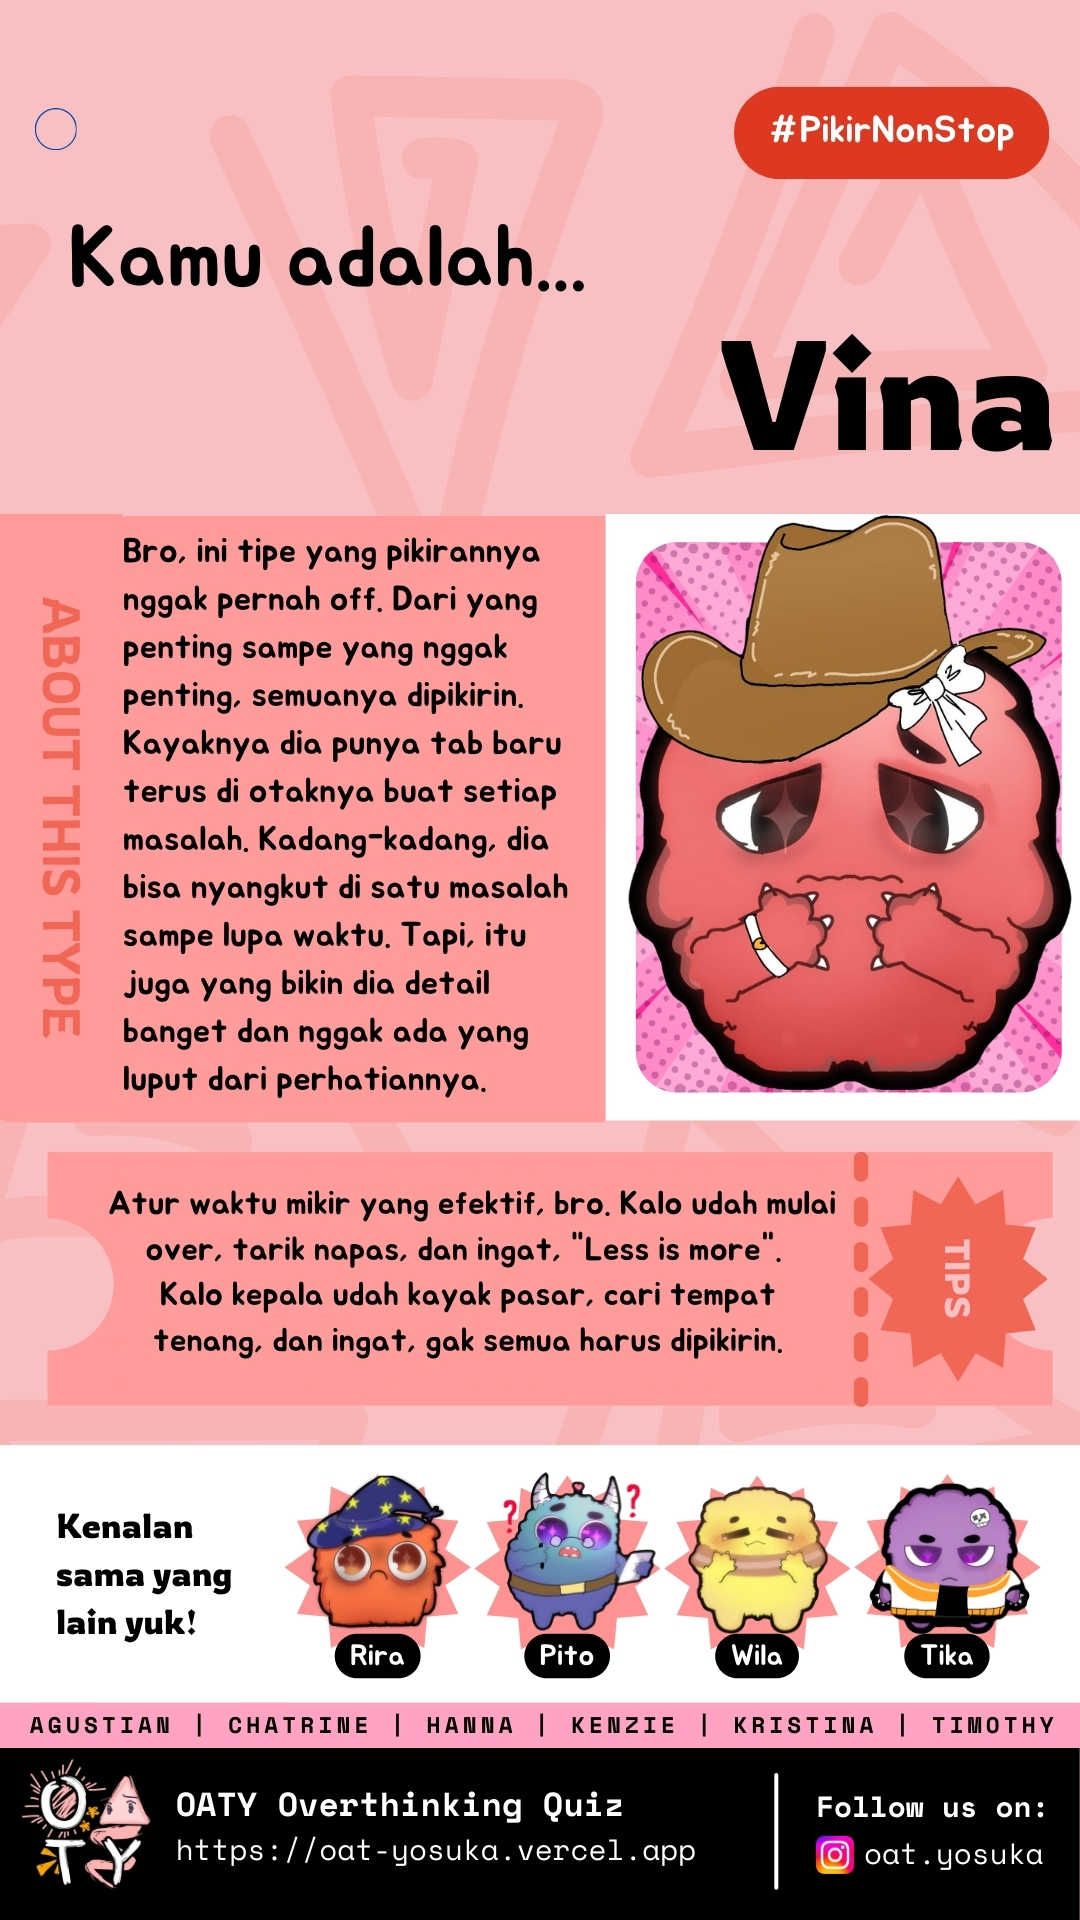 #PikirNonStop
Kamu adalah...
Vina
ABOUT THIS TYPE
Bro, ini tipe yang pikirannya
nggak pernah off. Dari yang
penting sampe yang nggak
penting, semuanya dipikirin.
Kayaknya dia punya tab baru
terus di otaknya buat setiap
masalah. Kadang-kadang, dia
bisa nyangkut di satu masalah
sampe lupa waktu. Tapi, itu
juga yang bikin dia detail
banget dan nggak ada yang
luput dari perhatiannya.
Atur waktu mikir yang efektif, bro. Kalo udah mulai
over, tarik napas, dan ingat, "Less is more".
Kalo kepala udah kayak pasar, cari tempat
tenang, dan ingat, gak semua harus dipikirin.
TIPS
Kenalan
sama yang
lain yuk!
? ?
Rira Pito Wila Tika
AGUSTIAN | CHATRINE | HANNA | KENZIE | KRISTINA | TIMOTHY
OATY
OATY Overthinking Quiz
https://oat-yosuka.vercel.app
Follow us on:
oat.yosuka